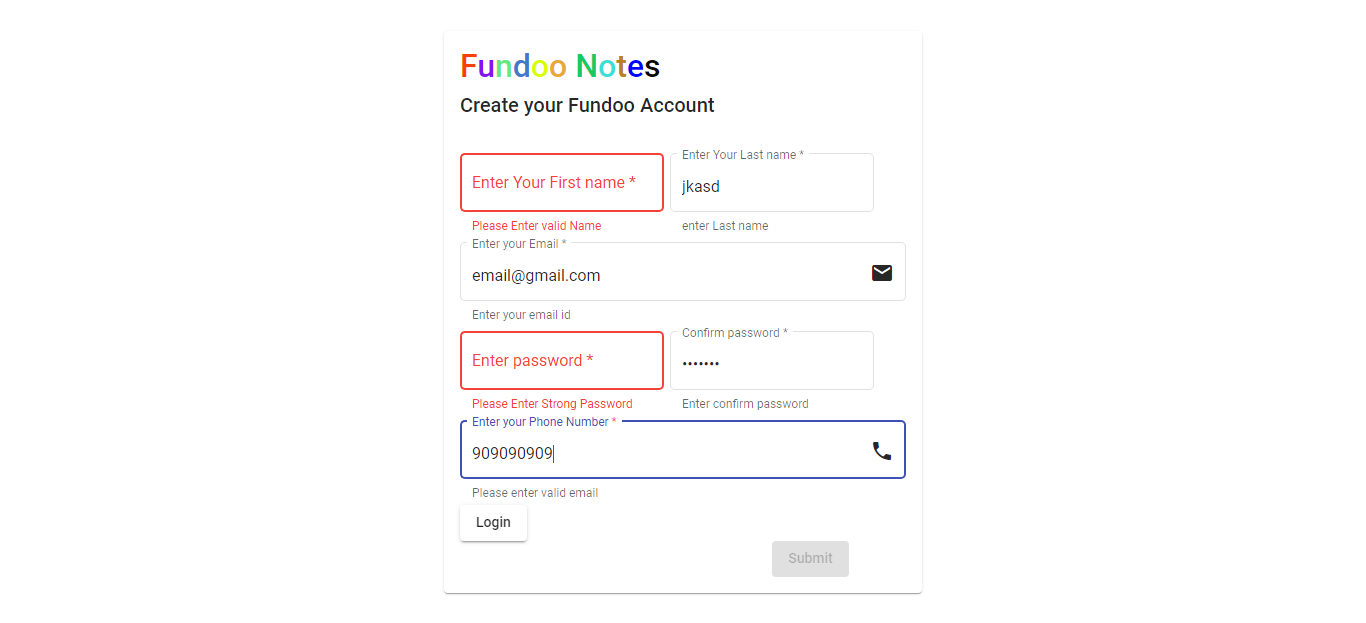 Fundoo Notes
Create your Fundoo Account
Enter Your First name *
Enter Your Last name *
jkasd
Please Enter valid Name
enter Last name
Enter your Email *
email@gmail.com
Enter your email id
Enter password *
Confirm password *
•••••••
Please Enter Strong Password
Enter confirm password
Enter your Phone Number *
909090909
Please enter valid email
Login
Submit